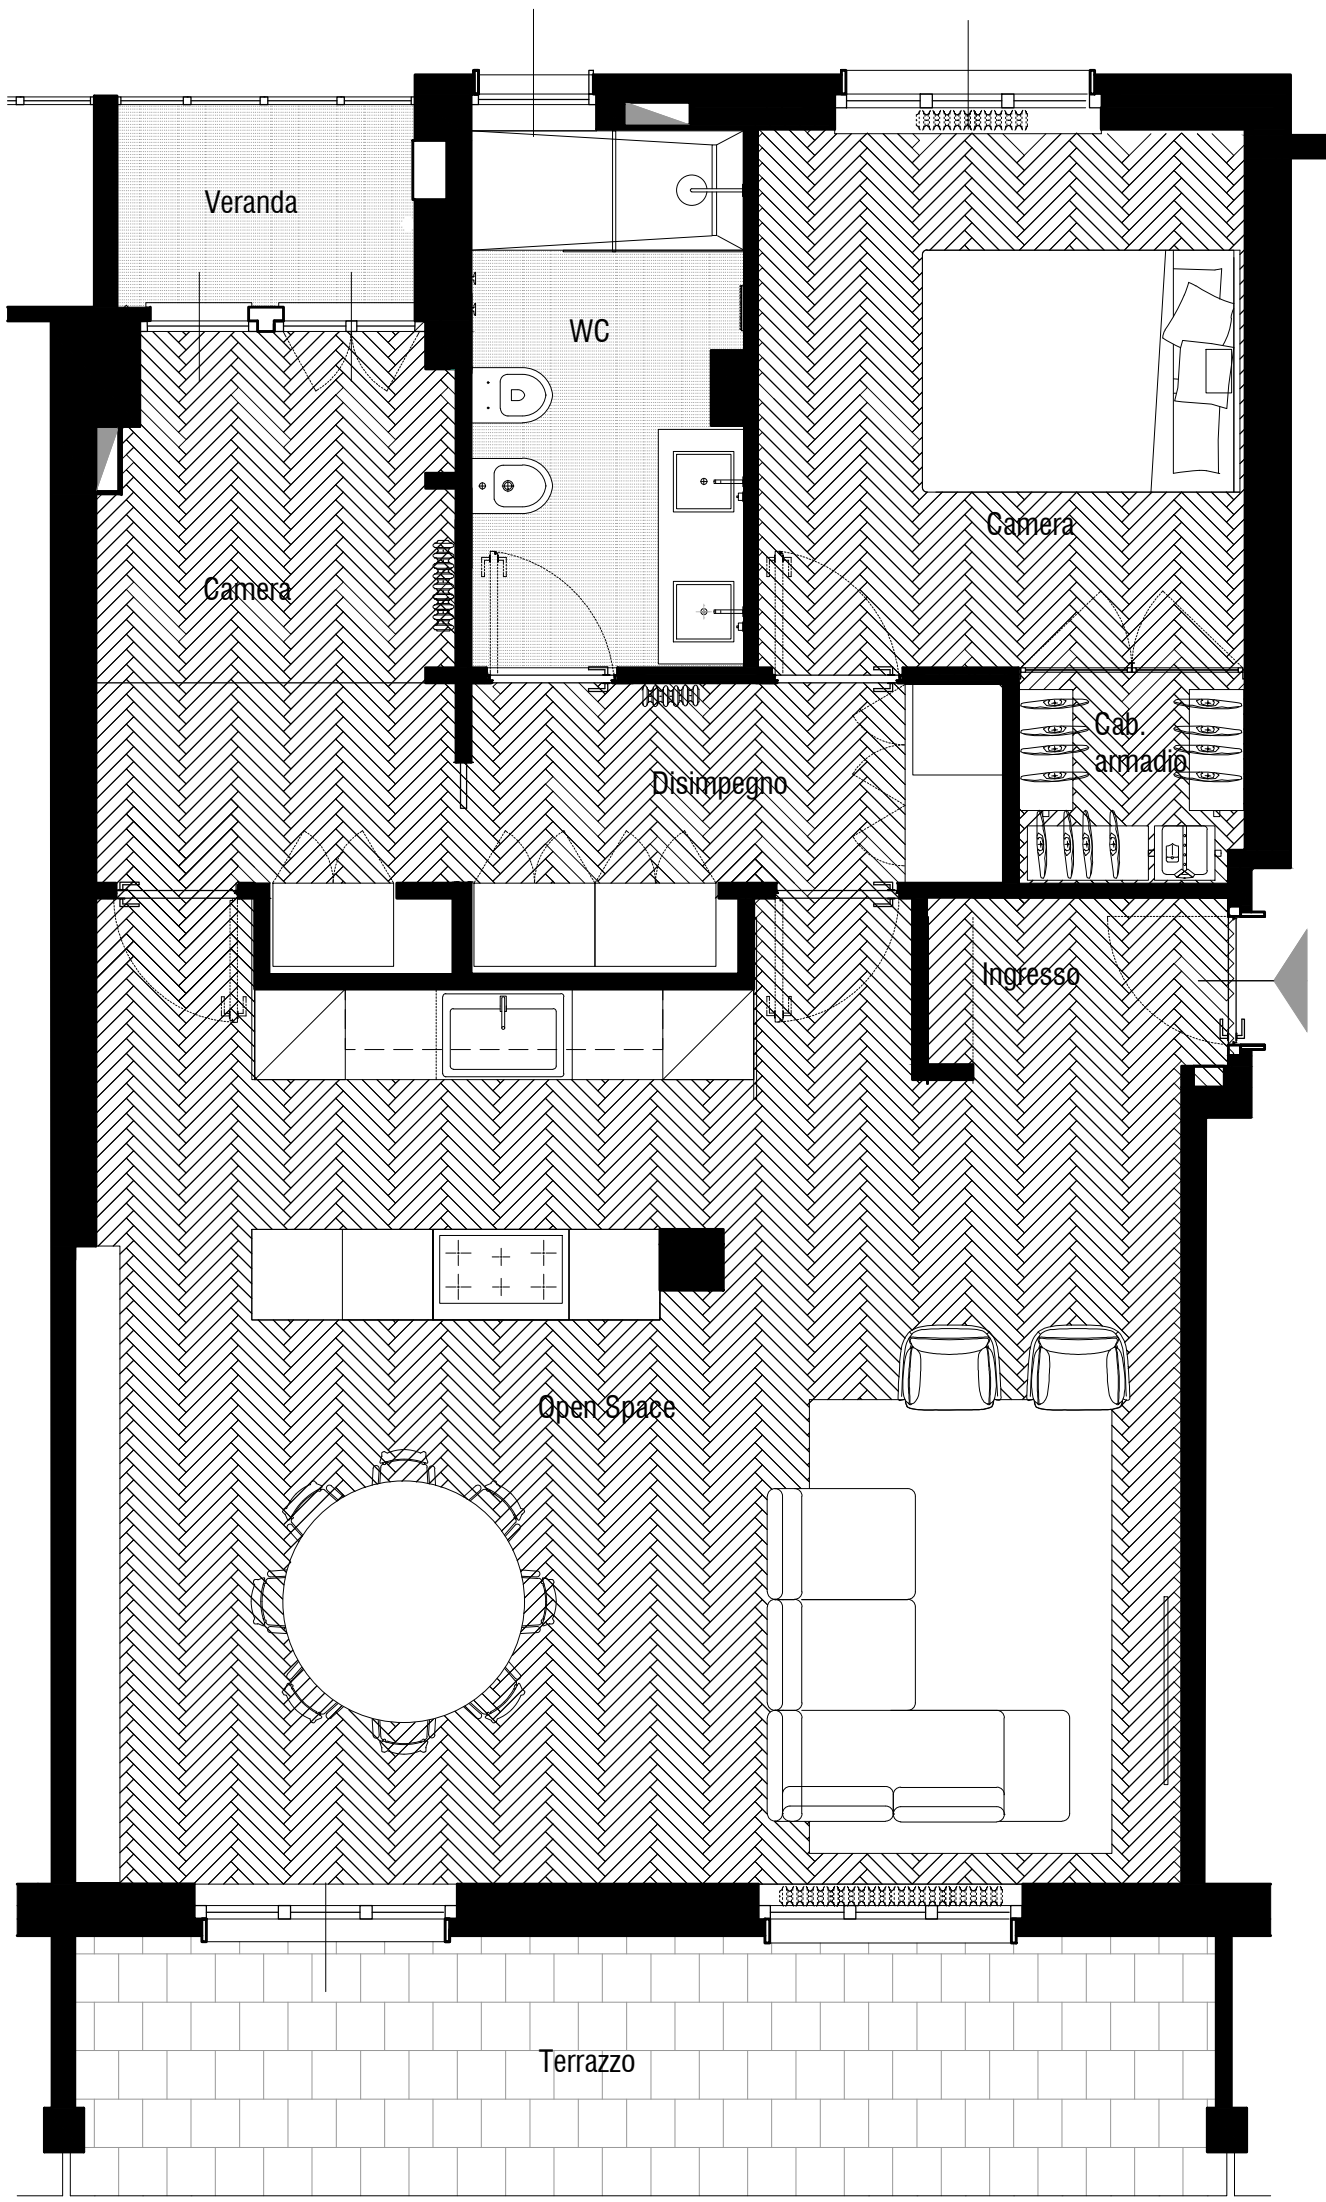 Veranda
WC
Camera
Camera
Cab.
armadio
Disimpegno
Ingresso
Open Space
Terrazzo